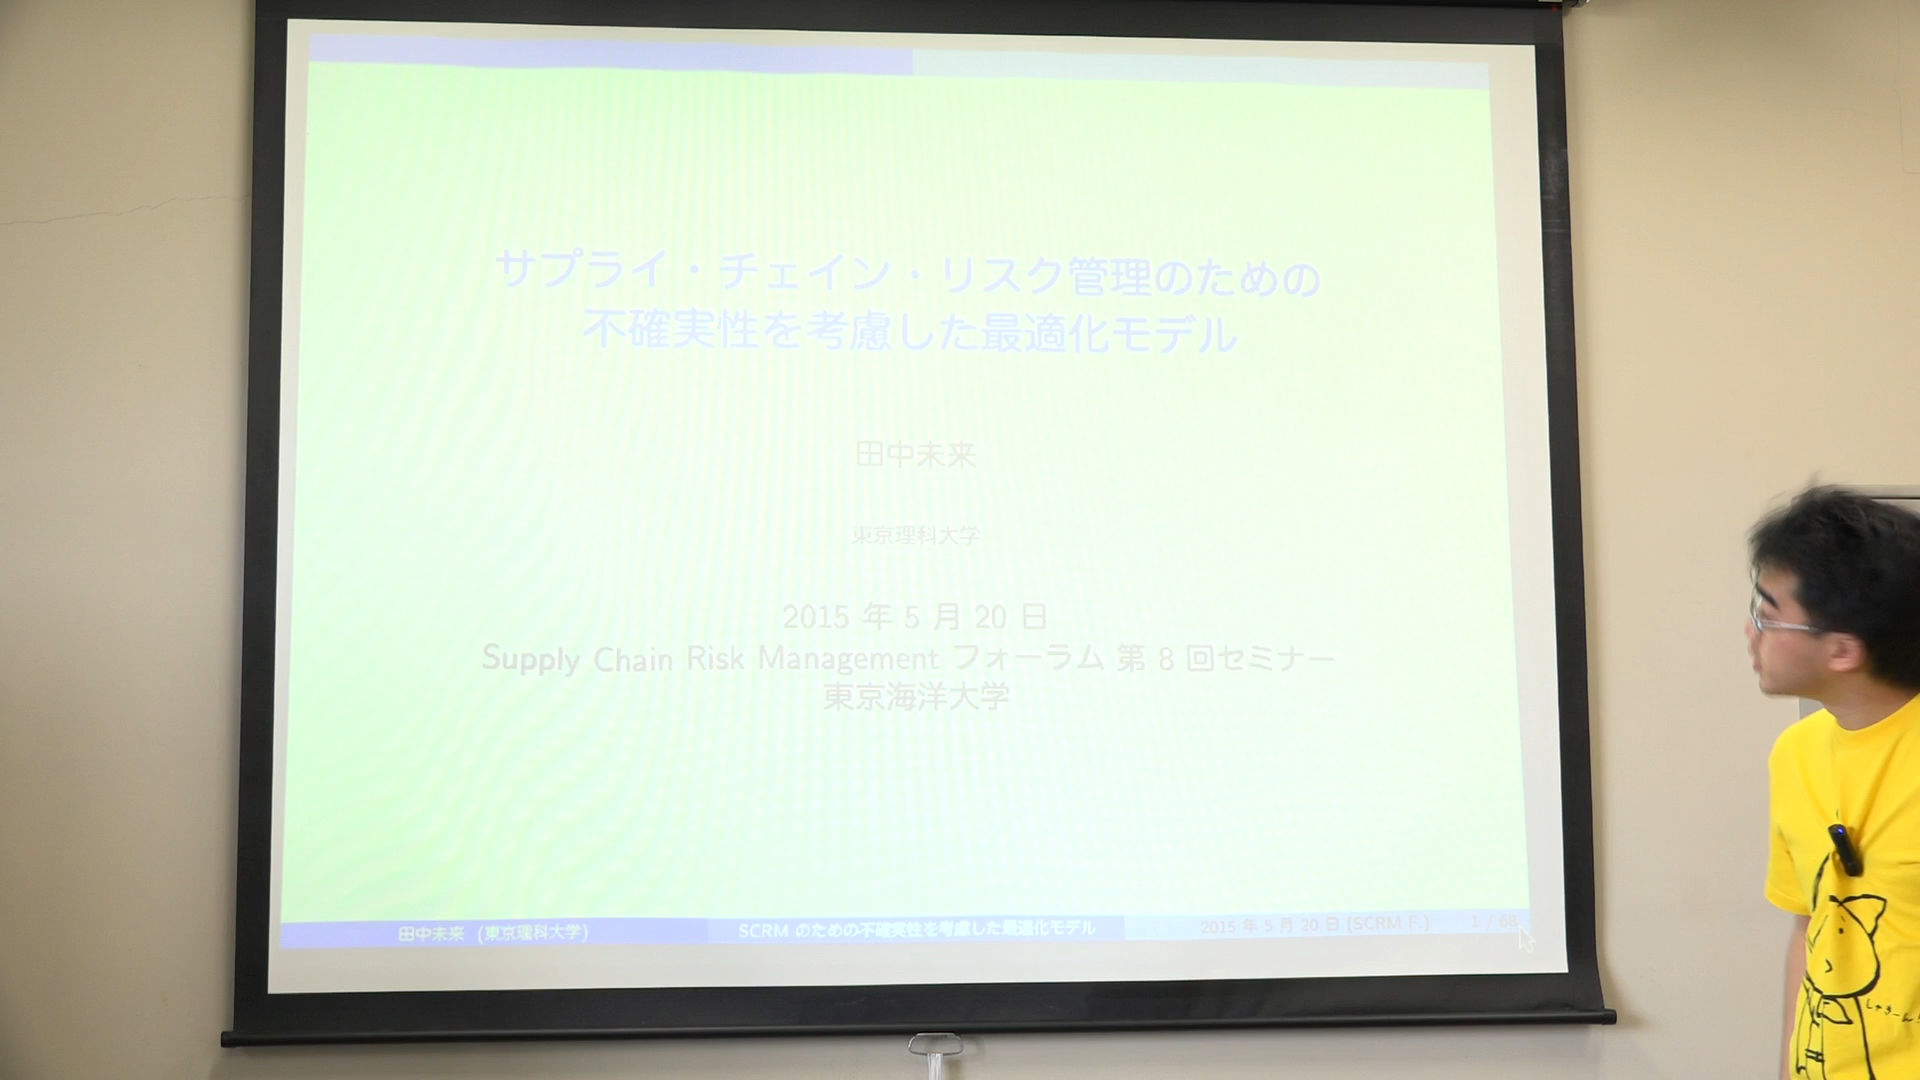 サプライ・チェイン・リスク管理のための
不確実性を考慮した最適化モデル
田中未来
東京理科大学
2015 年 5 月 20 日
Supply Chain Risk Management フォーラム 第 8 回セミナー
東京海洋大学
田中未来 (東京理科大学)
SCRM のための不確実性を考慮した最適化モデル
2015 年 5 月 20 日 (SCRM F.)
1 / 68